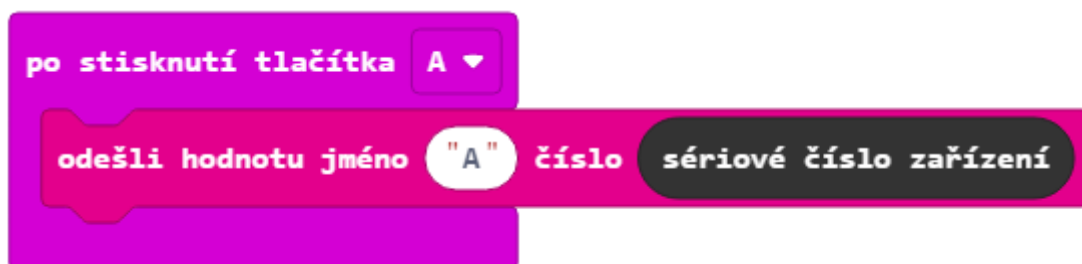 po stisknutí tlačítka A
odešli hodnotu jméno "A" číslo sériové číslo zařízení